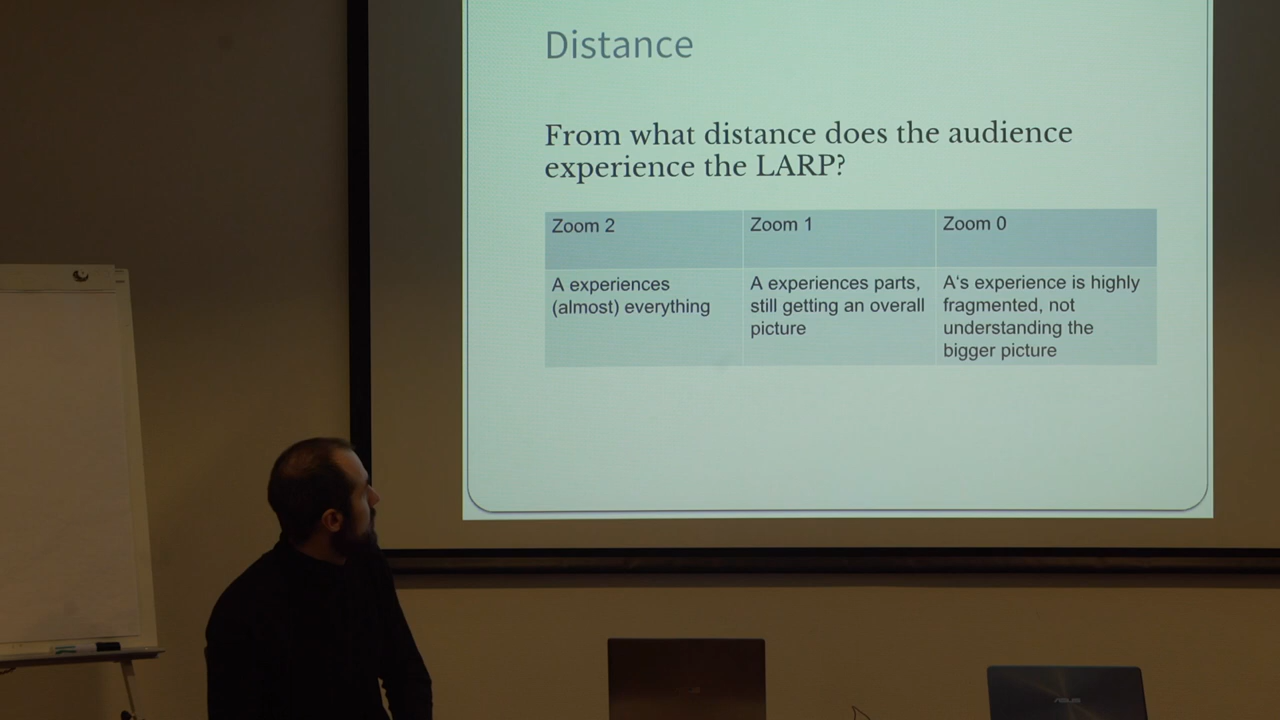 Distance
From what distance does the audience
experience the LARP?
Zoom 2
Zoom 1
Zoom 0
A experiences
(almost) everything
A experiences parts,
still getting an overall
picture
A's experience is highly
fragmented, not
understanding the
bigger picture
ASUS